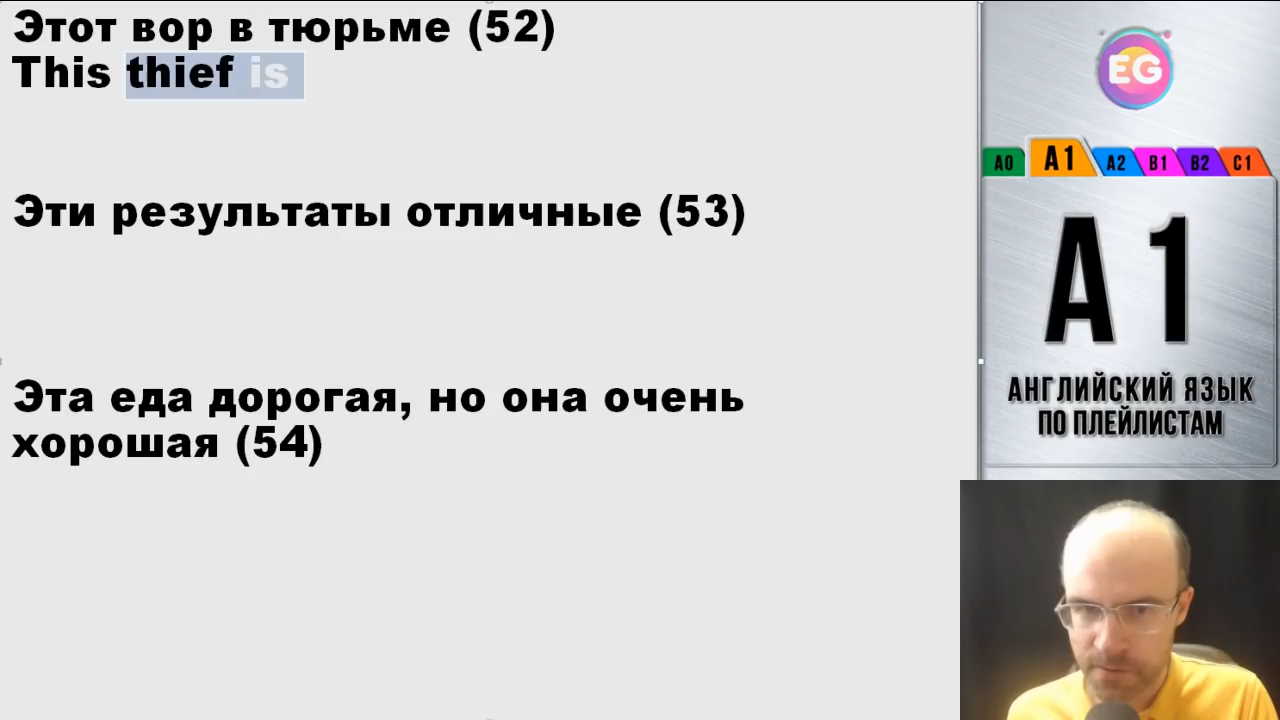 Этот вор в тюрьме (52)
This thief is
Эти результаты отличные (53)
Эта еда дорогая, но она очень
хорошая (54)
EG
A0 A1 A2 B1 B2 C1
A 1
АНГЛИЙСКИЙ ЯЗЫК
ПО ПЛЕЙЛИСТАМ